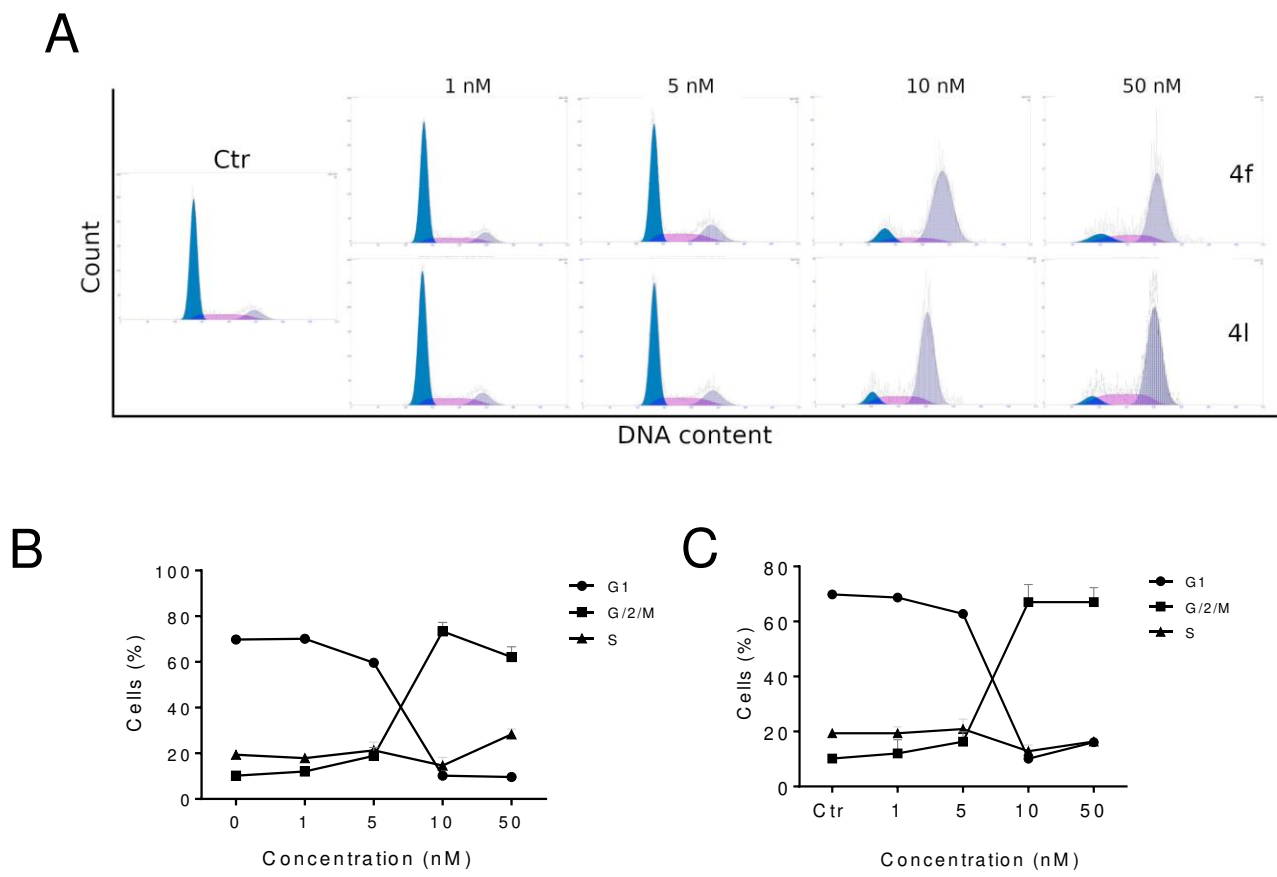 A
1 nM
5 nM
10 nM
50 nM
Ctr
4f
Count
4l
DNA content
B
100
80
60
40
20
0
Cells (%)
0
1
5
10
50
Concentration (nM)
G1
G/2/M
S
C
80
60
40
20
0
Cells (%)
Ctr
1
5
10
50
Concentration (nM)
G1
G/2/M
S